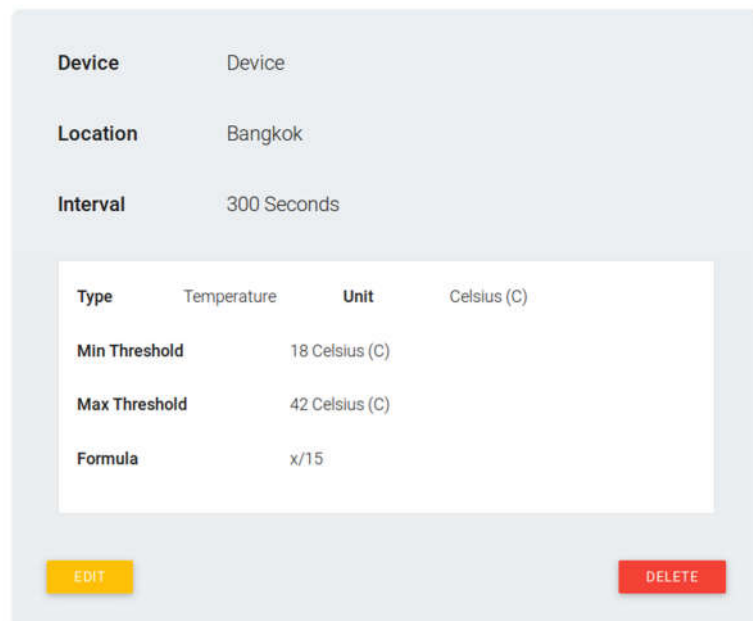 Device Device
Location Bangkok
Interval 300 Seconds
Type Temperature Unit Celsius (C)
Min Threshold 18 Celsius (C)
Max Threshold 42 Celsius (C)
Formula x/15
EDIT DELETE